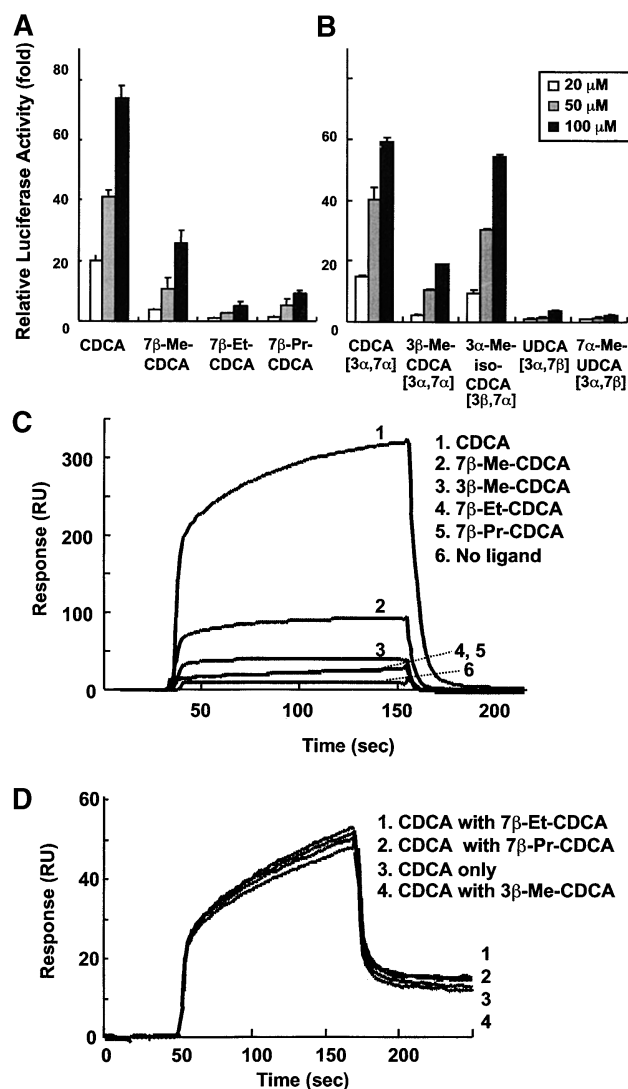 A
B
Relative Luciferase Activity (fold)
80
60
40
20
0
CDCA
7β-Me-
CDCA
7β-Et-
CDCA
7β-Pr-
CDCA
60
40
20
0
20 μM
50 μM
100 μM
CDCA
[3α,7α]
3β-Me-
CDCA
[3α,7α]
3α-Me-
iso-
CDCA
[3β,7α]
UDCA
[3α,7β]
7α-Me-
UDCA
[3α,7β]
C
Response (RU)
300
200
100
0
50
100
150
200
Time (sec)
1
2
3
4, 5
6
1. CDCA
2. 7β-Me-CDCA
3. 3β-Me-CDCA
4. 7β-Et-CDCA
5. 7β-Pr-CDCA
6. No ligand
D
Response (RU)
60
40
20
0
0
50
100
150
200
Time (sec)
1. CDCA with 7β-Et-CDCA
2. CDCA with 7β-Pr-CDCA
3. CDCA only
4. CDCA with 3β-Me-CDCA
1
2
3
4